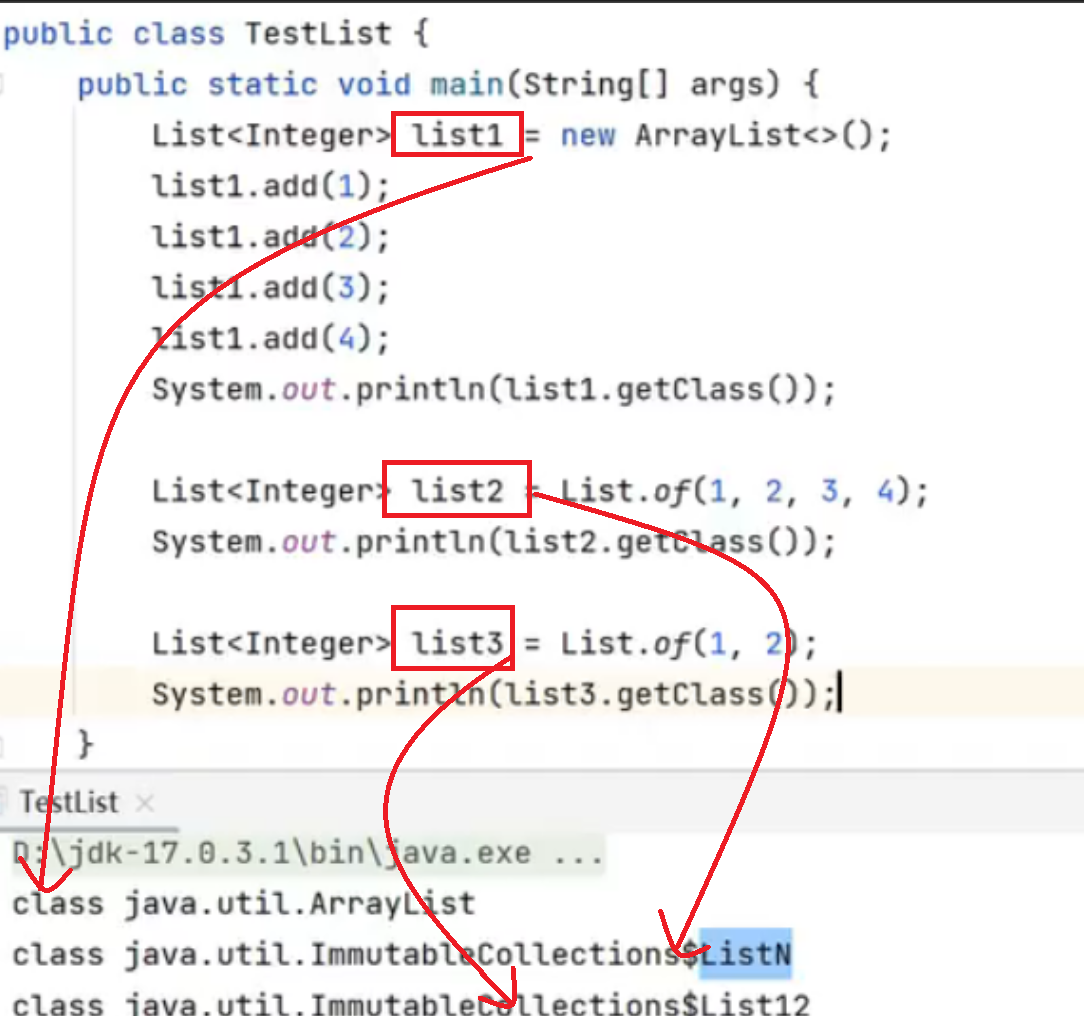 public class TestList {
public static void main(String[] args) {
List<Integer> list1 = new ArrayList<>();
list1.add(1);
list1.add(2);
list1.add(3);
list1.add(4);
System.out.println(list1.getClass());
List<Integer> list2 = List.of(1, 2, 3, 4);
System.out.println(list2.getClass());
List<Integer> list3 = List.of(1, 2);
System.out.println(list3.getClass());
}
TestList ×
D:\jdk-17.0.3.1\bin\java.exe ...
class java.util.ArrayList
class java.util.ImmutableCollections$ListN
class java.util.ImmutableCollections$List12